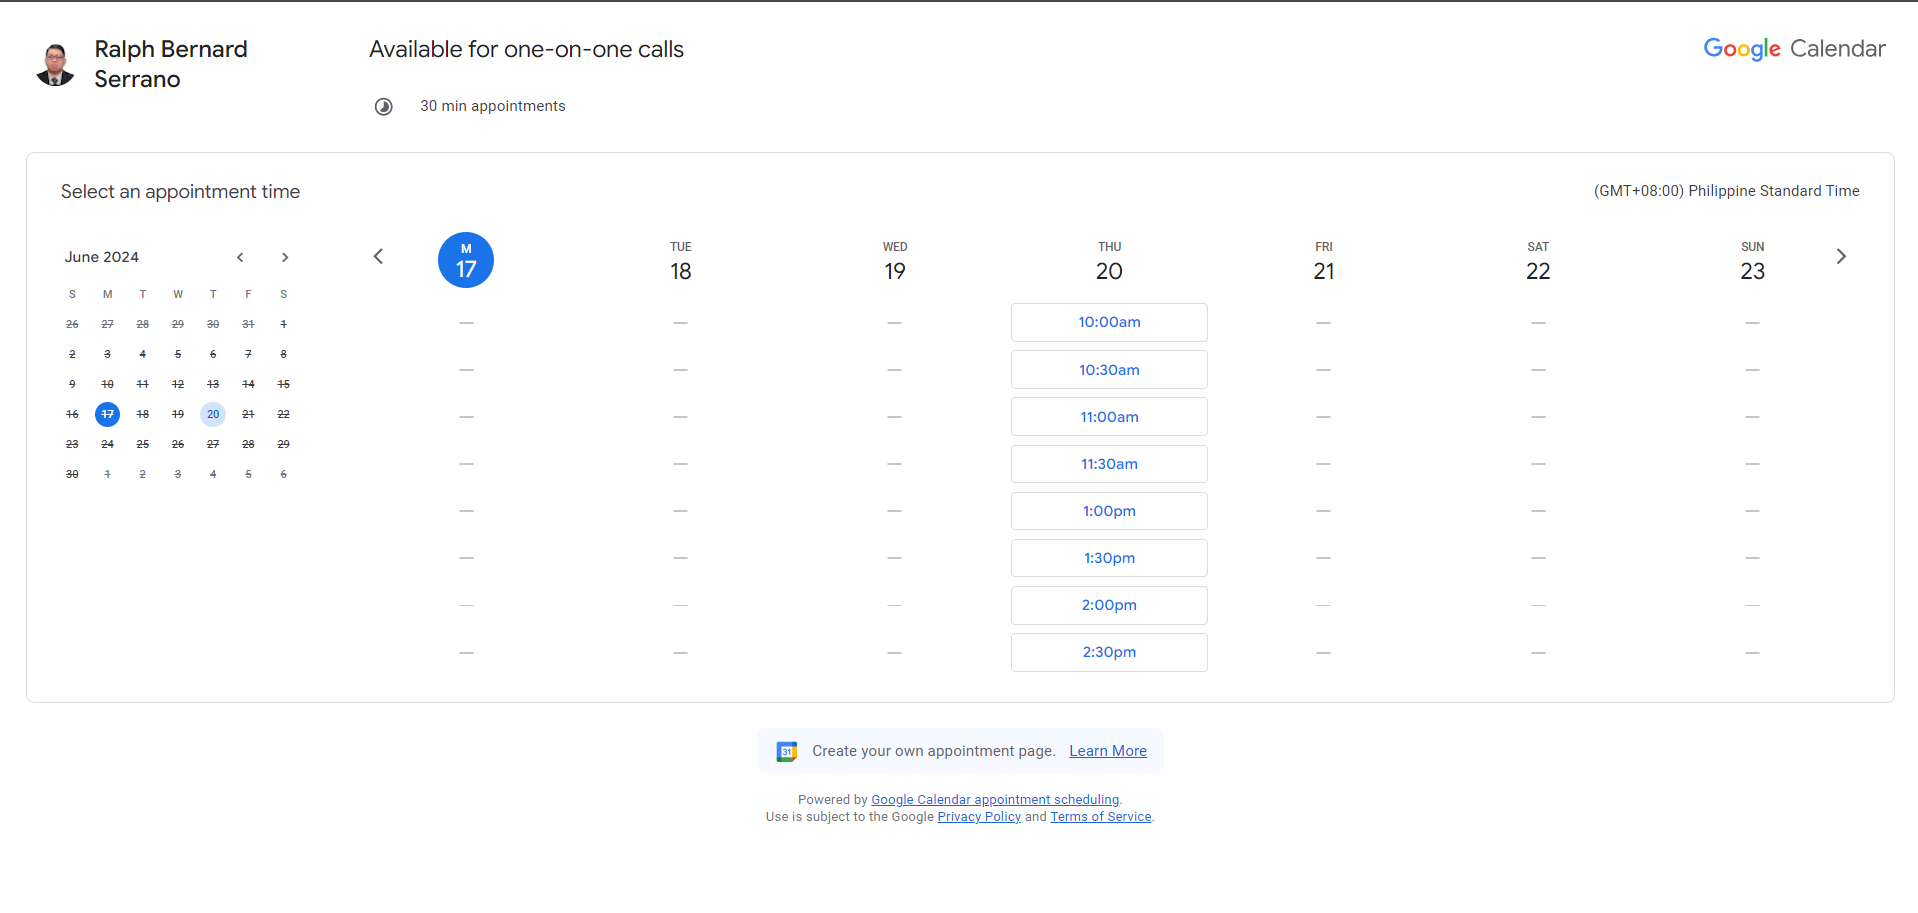 Ralph Bernard
Serrano
Available for one-on-one calls
30 min appointments
Google Calendar
Select an appointment time
(GMT+08:00) Philippine Standard Time
June 2024
S M T W T F S
26 27 28 29 30 31 1
2 3 4 5 6 7 8
9 10 11 12 13 14 15
16 17 18 19 20 21 22
23 24 25 26 27 28 29
30 1 2 3 4 5 6
M TUE WED THU FRI SAT SUN
17 18 19 20 21 22 23
— — — 10:00am — — —
— — — 10:30am — — —
— — — 11:00am — — —
— — — 11:30am — — —
— — — 1:00pm — — —
— — — 1:30pm — — —
— — — 2:00pm — — —
— — — 2:30pm — — —
31 Create your own appointment page. Learn More
Powered by Google Calendar appointment scheduling.
Use is subject to the Google Privacy Policy and Terms of Service.